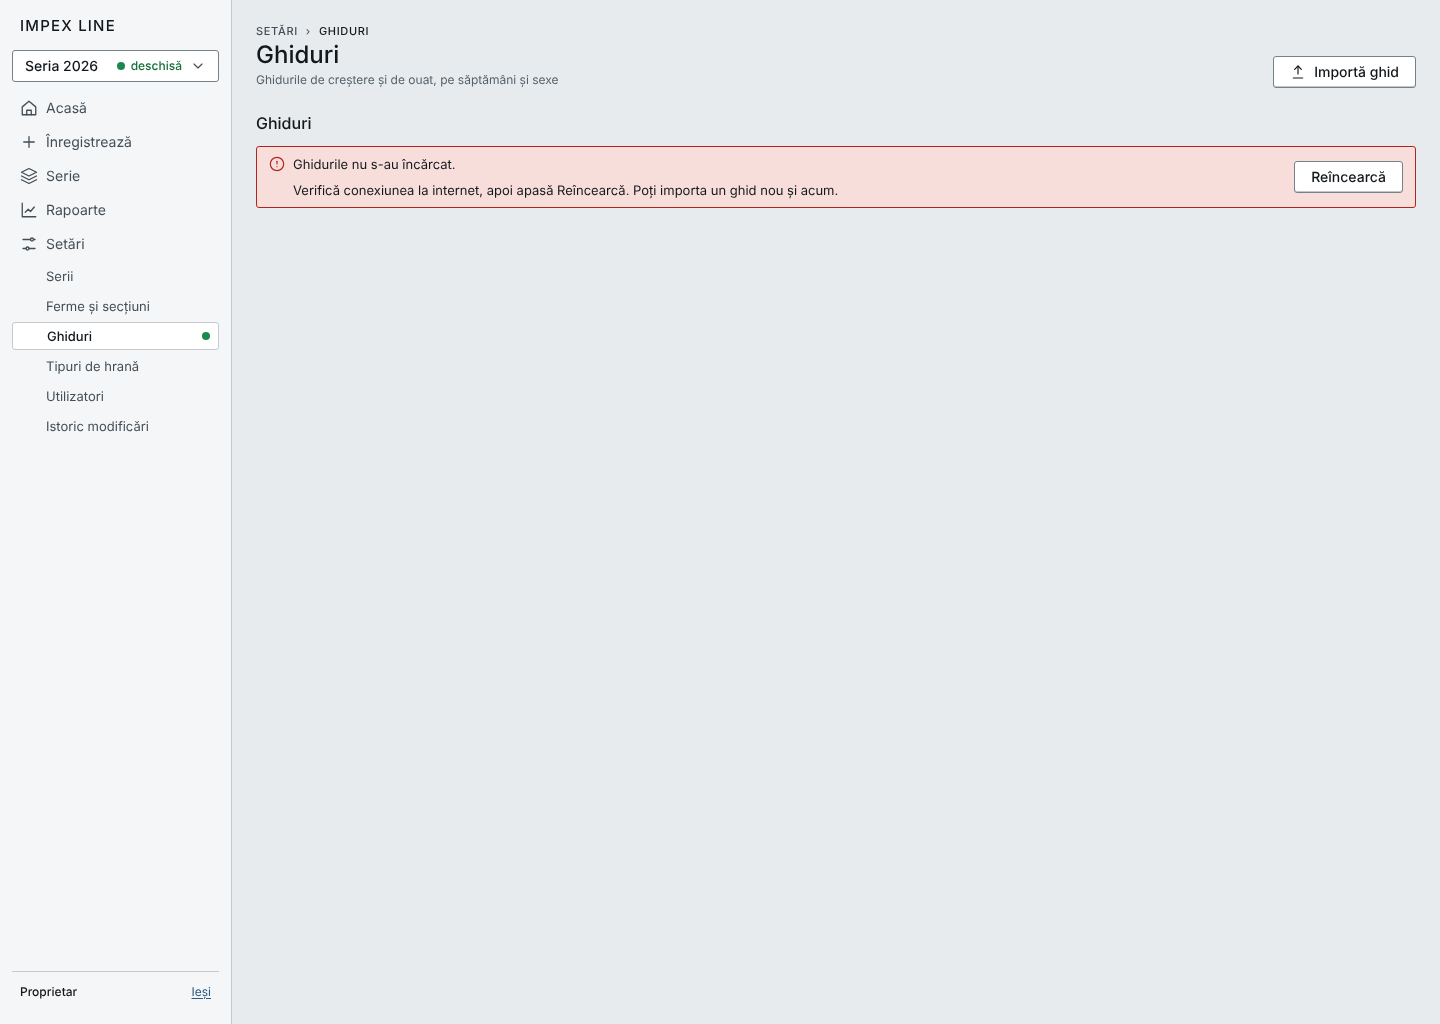 IMPEX LINE
Seria 2026 deschisă
Acasă
Înregistrează
Serie
Rapoarte
Setări
Serii
Ferme și secțiuni
Ghiduri
Tipuri de hrană
Utilizatori
Istoric modificări
Proprietar Ieși
SETĂRI › GHIDURI
Ghiduri
Ghidurile de creștere și de ouat, pe săptămâni și sexe
Importă ghid
Ghiduri
Ghidurile nu s-au încărcat.
Verifică conexiunea la internet, apoi apasă Reîncearcă. Poți importa un ghid nou și acum.
Reîncearcă